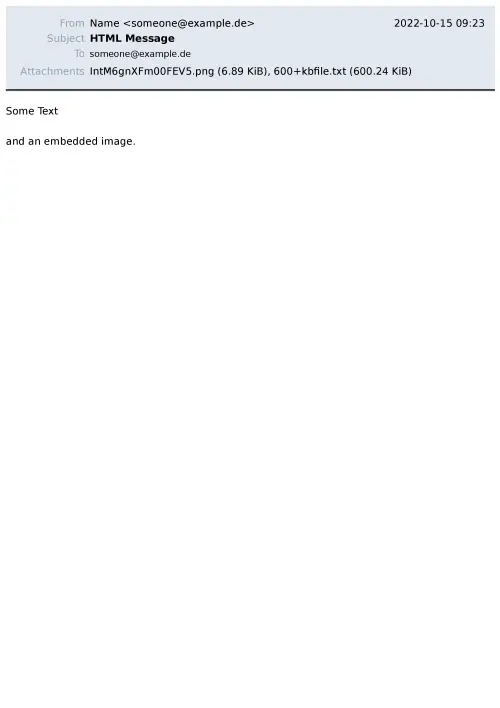 From Name <someone@example.de> 2022-10-15 09:23
Subject HTML Message
To someone@example.de
Attachments IntM6gnXFm00FEV5.png (6.89 KiB), 600+kbfile.txt (600.24 KiB)
Some Text
and an embedded image.